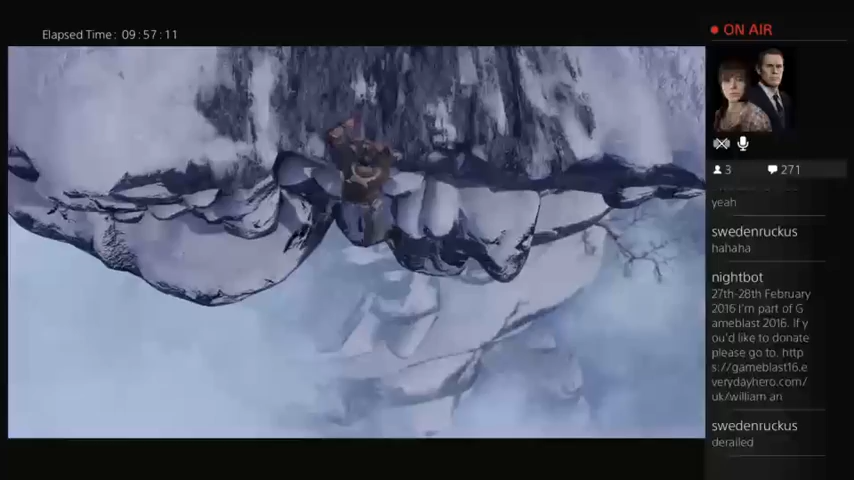 Elapsed Time: 09:57:11
ON AIR
3
271
yeah
swedenruckus
hahaha
nightbot
27th-28th February
2016 I'm part of G
ameblast 2016. If y
ou'd like to donate
please go to. http
s://gameblast16.e
verydayhero.com/
uk/william an
swedenruckus
derailed